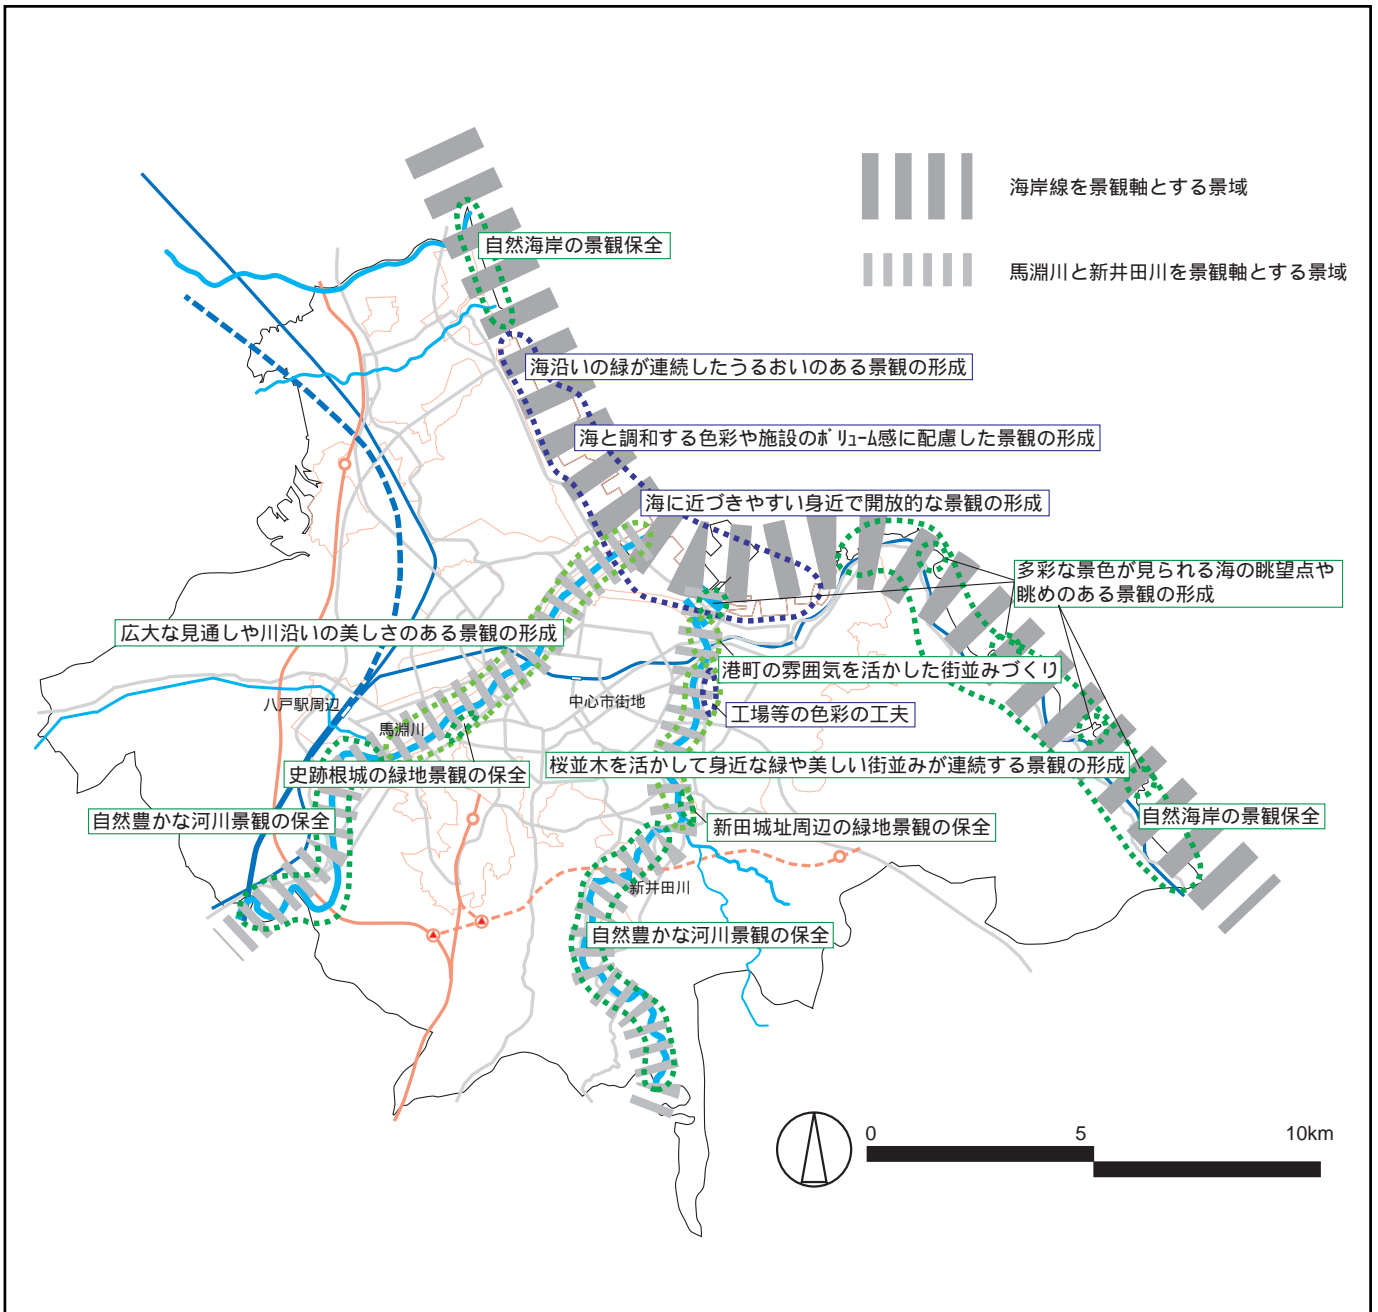 海岸線を景観軸とする景域
馬淵川と新井田川を景観軸とする景域
自然海岸の景観保全
海沿いの緑が連続したうるおいのある景観の形成
海と調和する色彩や施設のﾎﾞﾘｭｰﾑ感に配慮した景観の形成
海に近づきやすい身近で開放的な景観の形成
多彩な景色が見られる海の眺望点や
眺めのある景観の形成
広大な見通しや川沿いの美しさのある景観の形成
港町の雰囲気を活かした街並みづくり
八戸駅周辺
中心市街地
工場等の色彩の工夫
馬淵川
桜並木を活かして身近な緑や美しい街並みが連続する景観の形成
史跡根城の緑地景観の保全
自然豊かな河川景観の保全
自然海岸の景観保全
新田城址周辺の緑地景観の保全
新井田川
自然豊かな河川景観の保全
0 5 10km